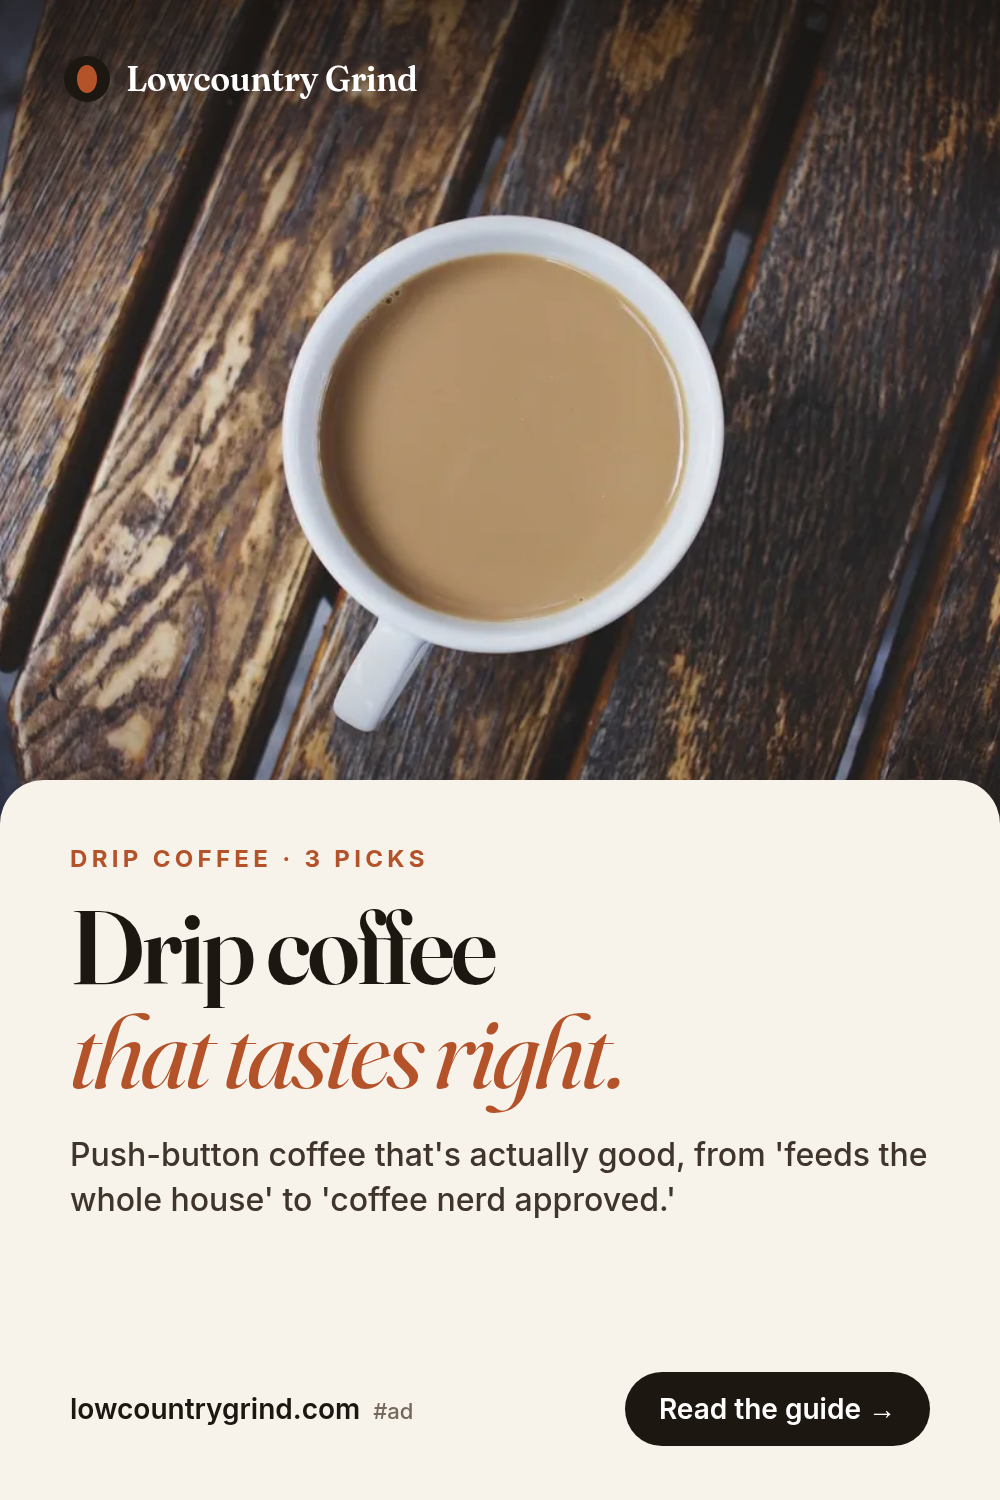 Lowcountry Grind
DRIP COFFEE · 3 PICKS
Drip coffee
that tastes right.
Push-button coffee that's actually good, from 'feeds the
whole house' to 'coffee nerd approved.'
lowcountrygrind.com #ad
Read the guide →